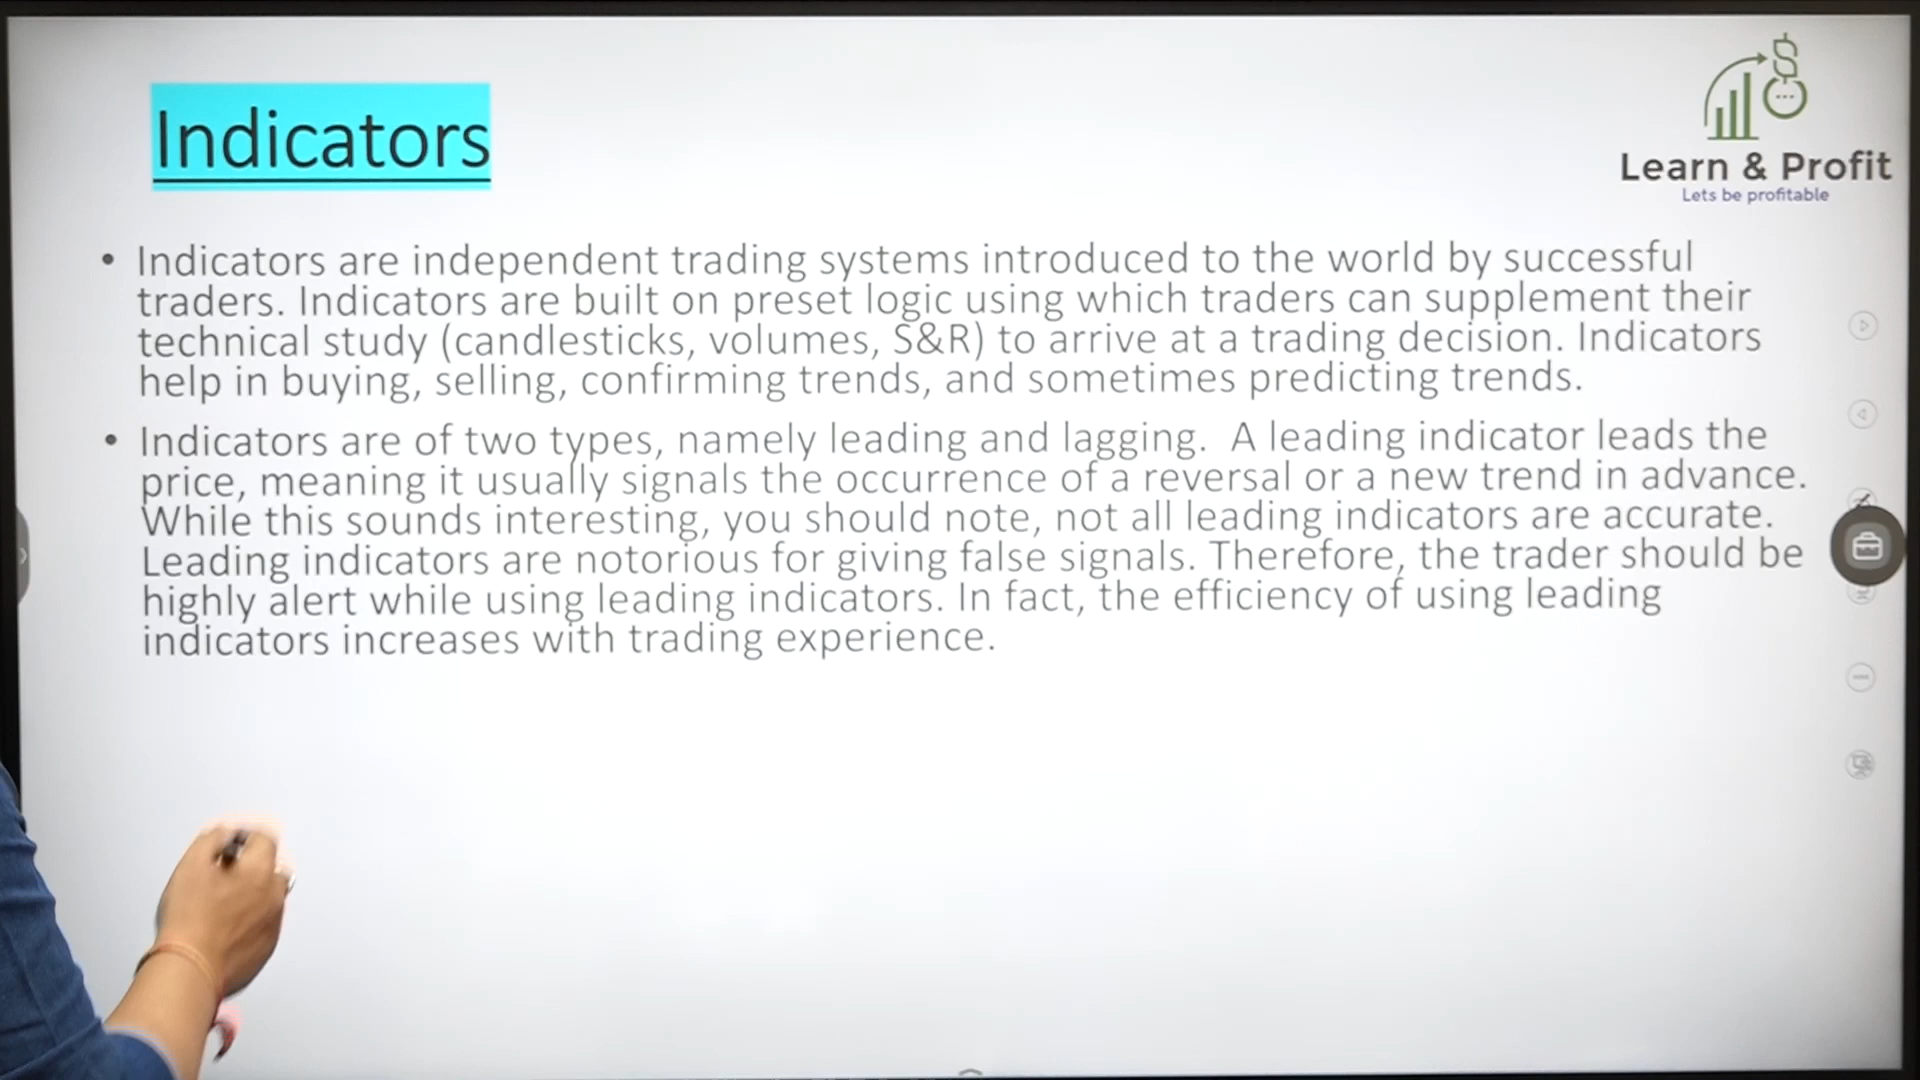 Indicators
Learn & Profit
Lets be profitable
• Indicators are independent trading systems introduced to the world by successful
traders. Indicators are built on preset logic using which traders can supplement their
technical study (candlesticks, volumes, S&R) to arrive at a trading decision. Indicators
help in buying, selling, confirming trends, and sometimes predicting trends.
• Indicators are of two types, namely leading and lagging. A leading indicator leads the
price, meaning it usually signals the occurrence of a reversal or a new trend in advance.
While this sounds interesting, you should note, not all leading indicators are accurate.
Leading indicators are notorious for giving false signals. Therefore, the trader should be
highly alert while using leading indicators. In fact, the efficiency of using leading
indicators increases with trading experience.